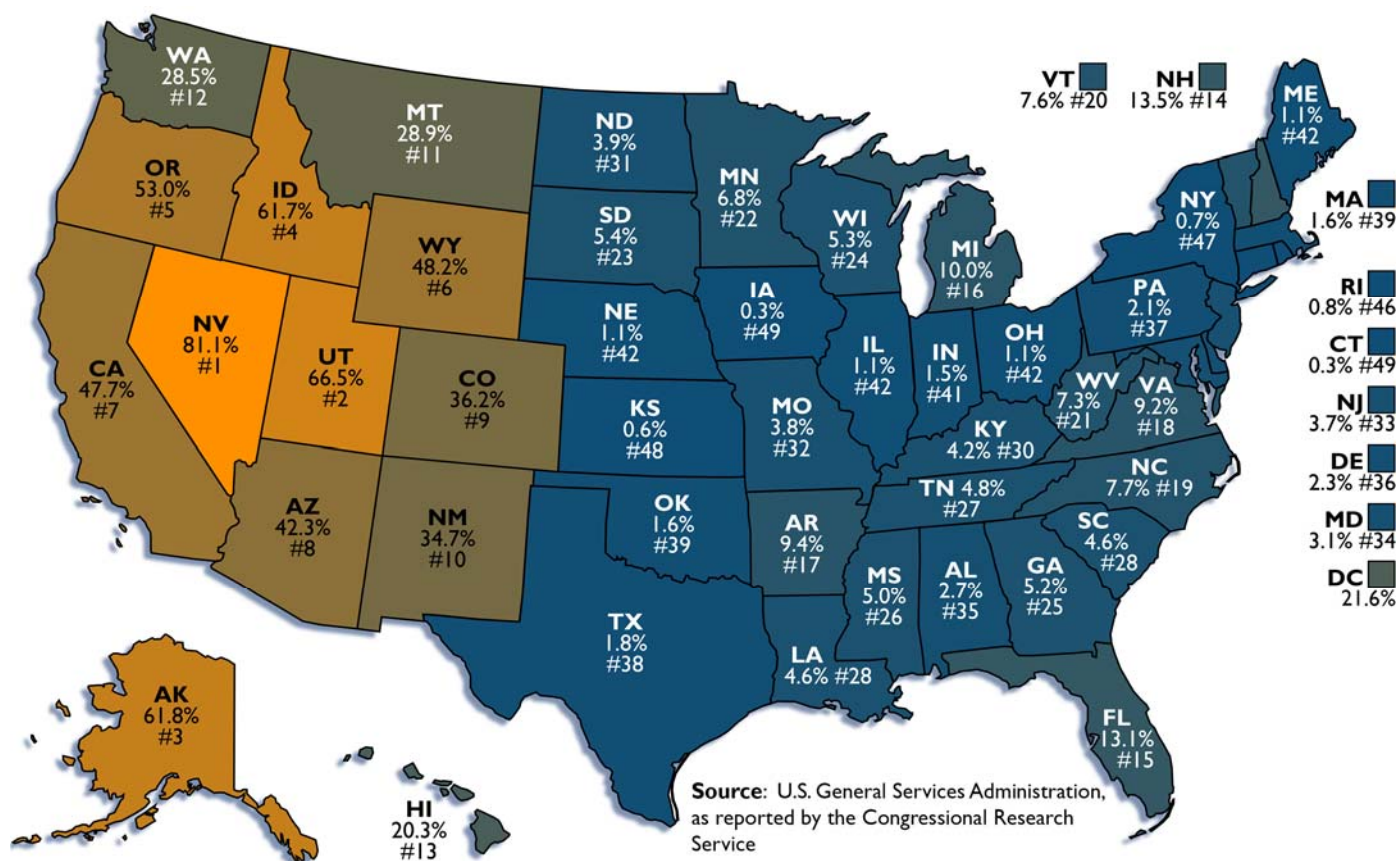 WA
28.5%
#12
MT
28.9%
#11
ND
3.9%
#31
MN
6.8%
#22
VT
7.6% #20
NH
13.5% #14
ME
1.1%
#42
OR
53.0%
#5
ID
61.7%
#4
WY
48.2%
#6
SD
5.4%
#23
WI
5.3%
#24
MI
10.0%
#16
NY
0.7%
#47
MA
1.6% #39
CA
47.7%
#7
NV
81.1%
#1
UT
66.5%
#2
CO
36.2%
#9
NE
1.1%
#42
IA
0.3%
#49
IL
1.1%
#42
IN
1.5%
#41
OH
1.1%
#42
PA
2.1%
#37
RI
0.8% #46
CT
0.3% #49
KS
0.6%
#48
MO
3.8%
#32
KY
4.2% #30
WV
7.3%
#21
VA
9.2%
#18
NJ
3.7% #33
DE
2.3% #36
AZ
42.3%
#8
NM
34.7%
#10
OK
1.6%
#39
AR
9.4%
#17
TN 4.8%
#27
NC
7.7% #19
SC
4.6%
#28
MD
3.1% #34
DC
21.6%
TX
1.8%
#38
LA
4.6% #28
MS
5.0%
#26
AL
2.7%
#35
GA
5.2%
#25
FL
13.1%
#15
AK
61.8%
#3
HI
20.3%
#13
Source: U.S. General Services Administration,
as reported by the Congressional Research
Service